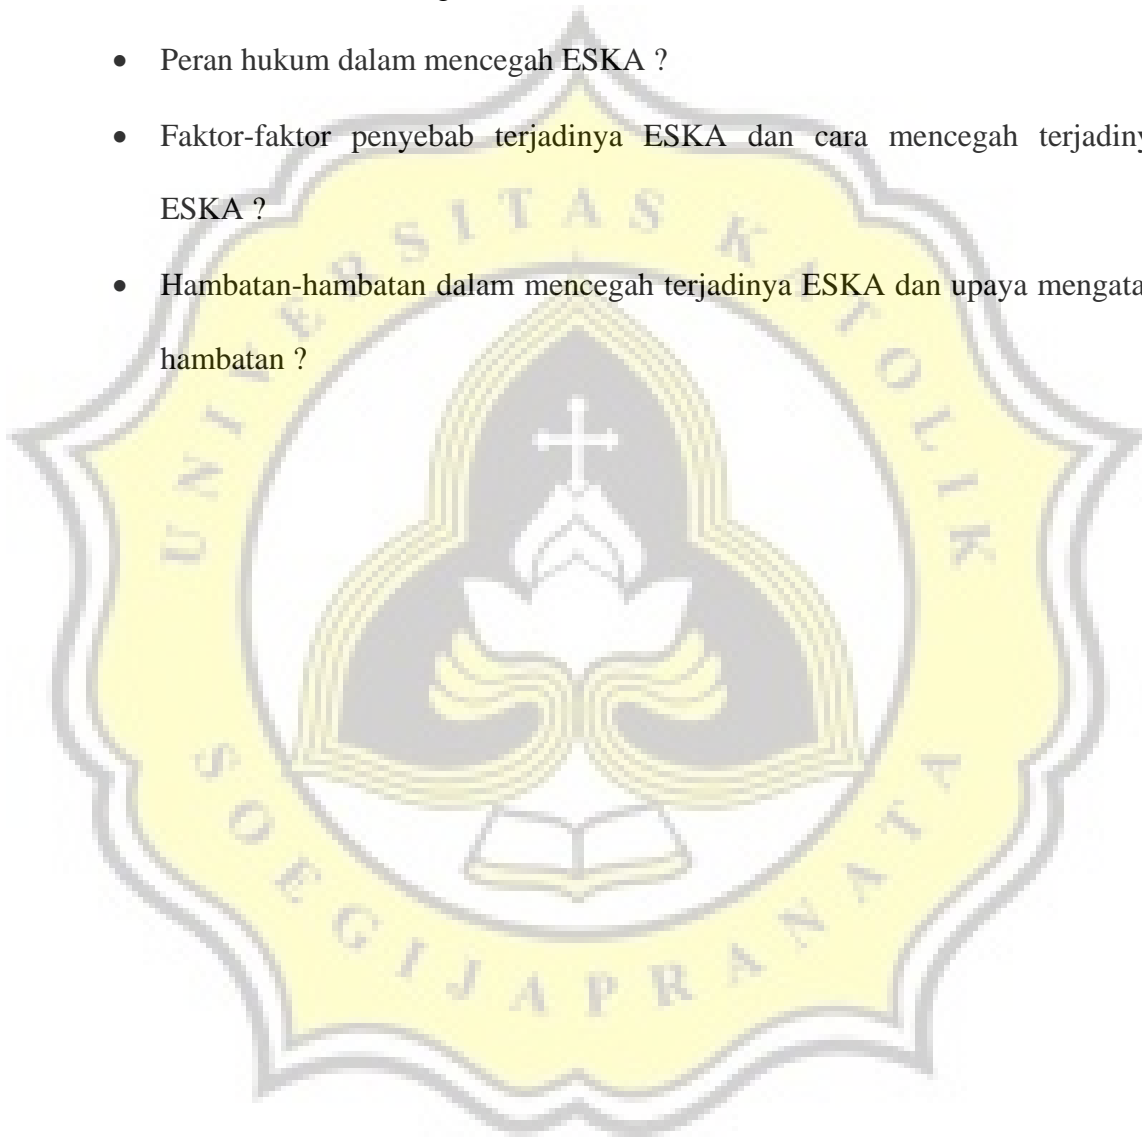 • Peran hukum dalam mencegah ESKA ?
• Faktor-faktor penyebab terjadinya ESKA dan cara mencegah terjadiny
ESKA ?
• Hambatan-hambatan dalam mencegah terjadinya ESKA dan upaya mengata
hambatan ?
UNIVERSITAS KATOLIK
SOEGIJAPRANATA